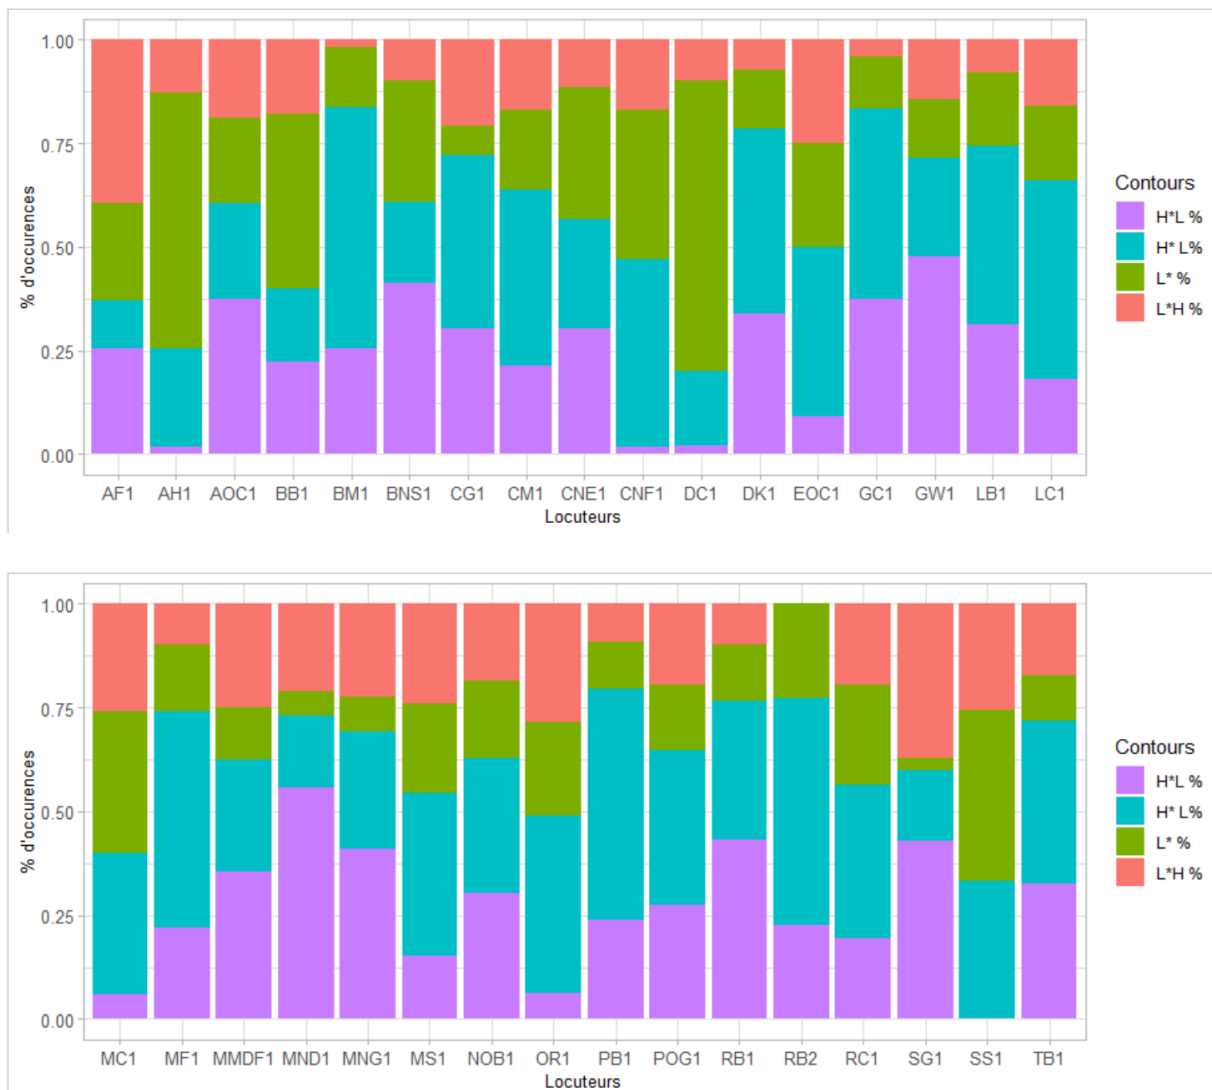 1.00
0.75
0.50
0.25
0.00
% d'occurences
AF1 AH1 AOC1 BB1 BM1 BNS1 CG1 CM1 CNE1 CNF1 DC1 DK1 EOC1 GC1 GW1 LB1 LC1
Locuteurs
Contours
H*L %
H* L%
L* %
L*H %
1.00
0.75
0.50
0.25
0.00
% d'occurences
MC1 MF1 MMDF1 MND1 MNG1 MS1 NOB1 OR1 PB1 POG1 RB1 RB2 RC1 SG1 SS1 TB1
Locuteurs
Contours
H*L %
H* L%
L* %
L*H %